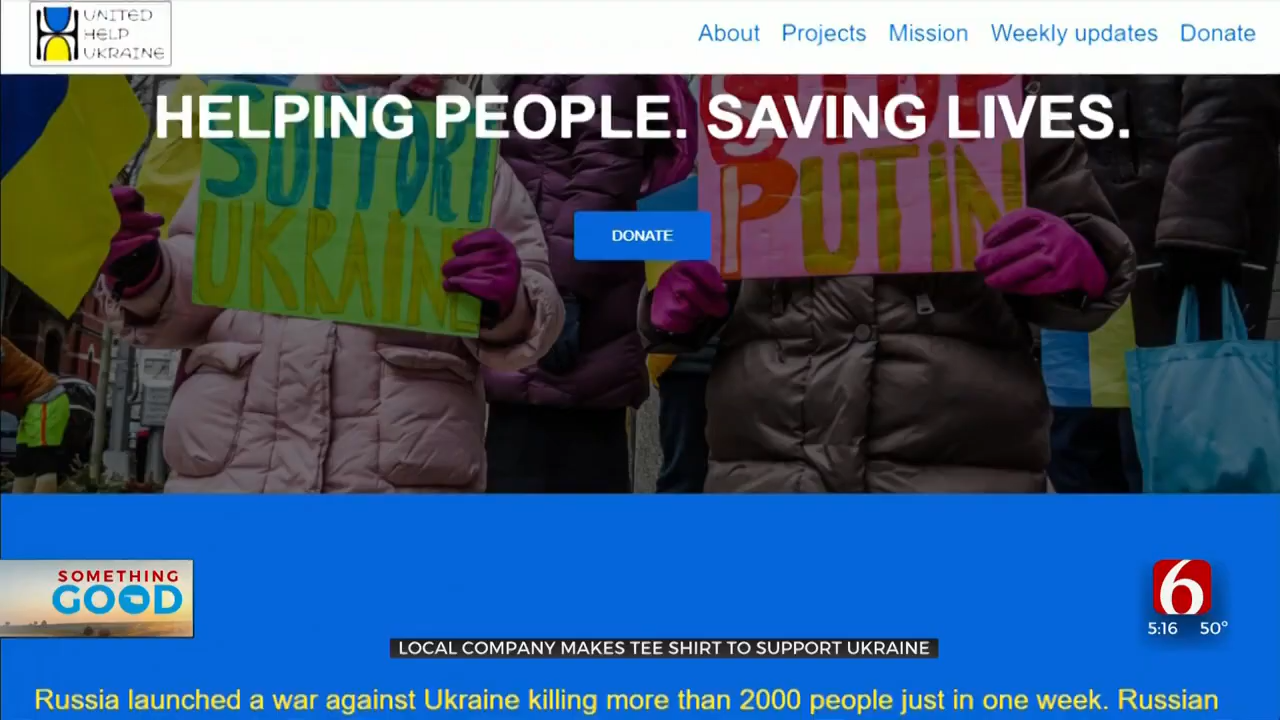 UNITED
HELP
UKRAINE
About Projects Mission Weekly updates Donate
HELPING PEOPLE. SAVING LIVES.
SUPPORT
UKRAINE
STOP
PUTIN
DONATE
SOMETHING
GOOD
6
5:16 50°
LOCAL COMPANY MAKES TEE SHIRT TO SUPPORT UKRAINE
Russia launched a war against Ukraine killing more than 2000 people just in one week. Russian